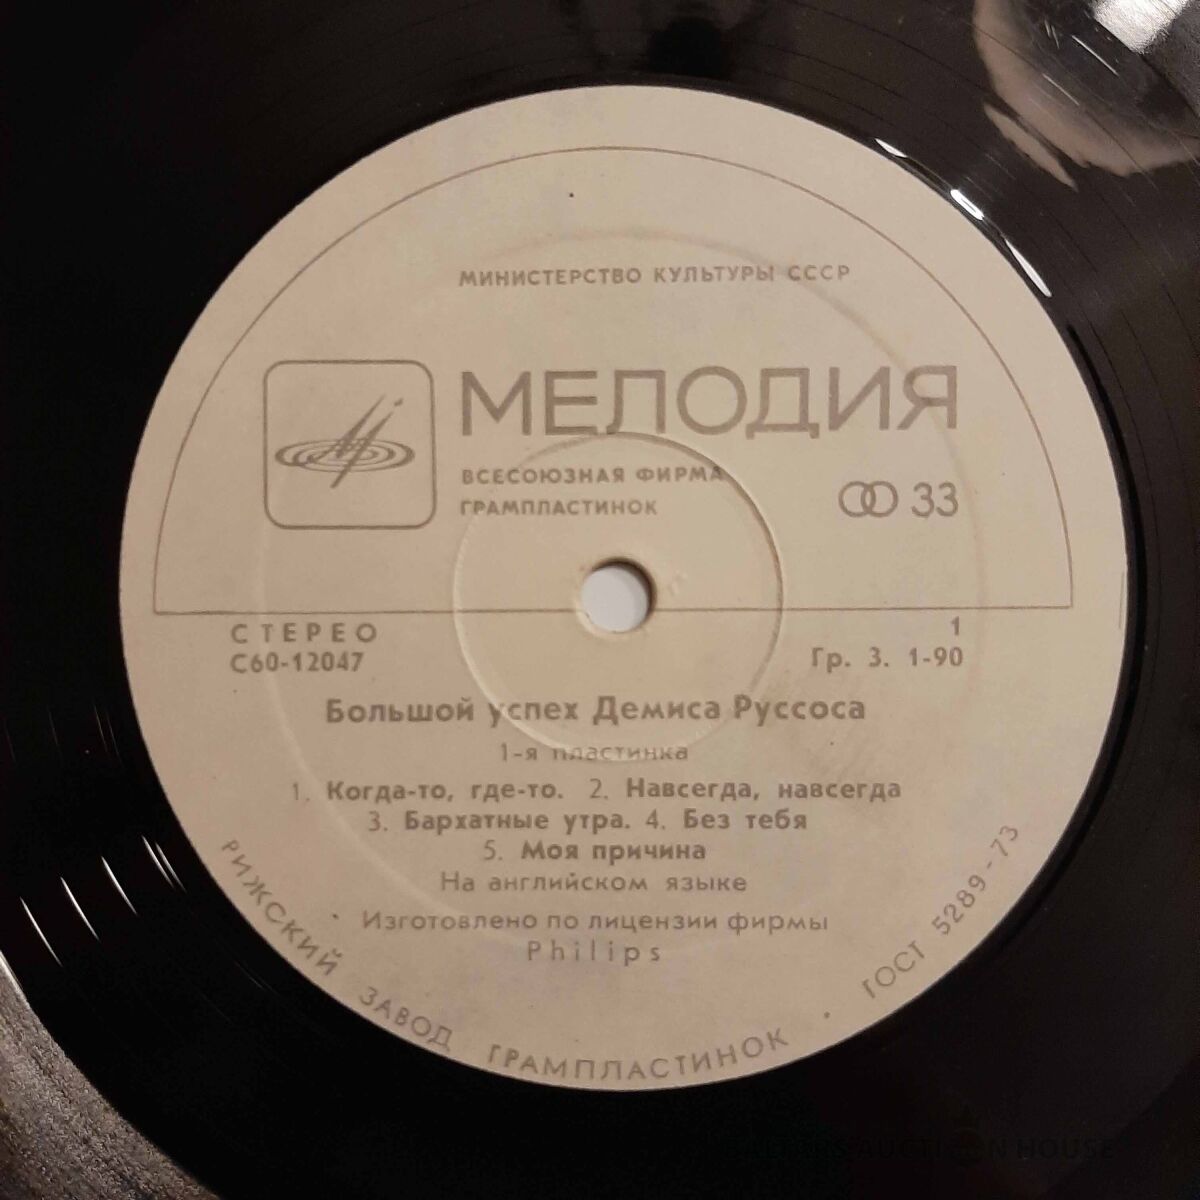 МИНИСТЕРСТВО КУЛЬТУРЫ СССР
МЕЛОДИЯ
ВСЕСОЮЗНАЯ ФИРМА
ГРАМПЛАСТИНОК
33
СТЕРЕО
1
С60-12047
Гр. 3. 1-90
Большой успех Демиса Руссоса
1-я пластинка
1. Когда-то, где-то. 2. Навсегда, навсегда
3. Бархатные утра. 4. Без тебя
5. Моя причина
На английском языке
Изготовлено по лицензии фирмы
Philips
РИЖСКИЙ ЗАВОД ГРАМПЛАСТИНОК · ГОСТ 5289-73
AUCTION HOUSE